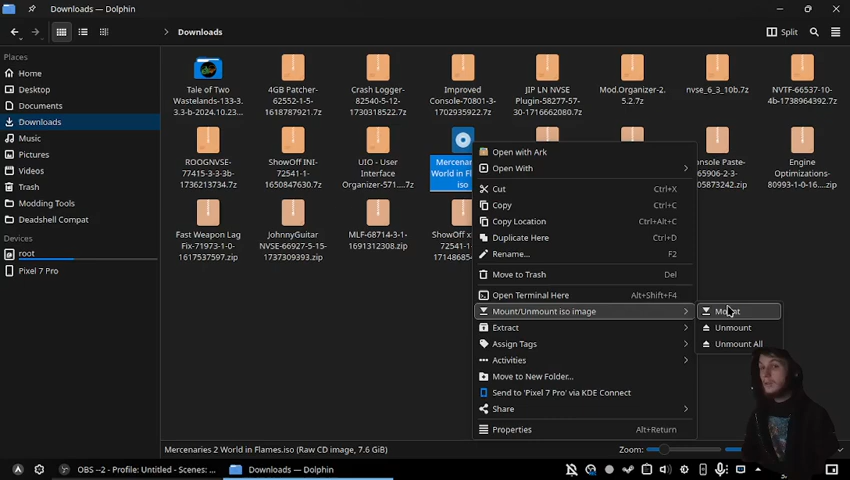 Downloads — Dolphin
Downloads
Split
Places
Home
Desktop
Documents
Downloads
Music
Pictures
Videos
Trash
Modding Tools
Deadshell Compat
Devices
root
Pixel 7 Pro
Tale of Two
Wastelands-133-3.
3.3-b-2024.10.23...
4GB Patcher-
62552-1-5-
1618787921.7z
Crash Logger-
82540-5-12-
1730318522.7z
Improved
Console-70801-3-
1702935922.7z
JIP LN NVSE
Plugin-58277-57-
30-1716662080.7z
Mod.Organizer-2.
5.2.7z
nvse_6_3_10b.7z
NVTF-66537-10-
4b-1738964392.7z
ROOGNVSE-
77415-3-3-3b-
1736213734.7z
ShowOff INI-
72541-1-
1650847630.7z
UIO - User
Interface
Organizer-571....7z
Mercenaries
World in Flam
iso
nsole Paste-
Engine
Optimizations-
80993-1-0-16....zip
Fast Weapon Lag
Fix-71973-1-0-
1617537597.zip
JohnnyGuitar
NVSE-66927-5-15-
1737309393.zip
MLF-68714-3-1-
1691312308.zip
ShowOff
72541-
Open with Ark
Open With
Cut Ctrl+X
Copy Ctrl+C
Copy Location Ctrl+Alt+C
Duplicate Here Ctrl+D
Rename... F2
Move to Trash Del
Open Terminal Here Alt+Shift+F4
Mount/Unmount iso image
Extract
Assign Tags
Activities
Move to New Folder...
Send to 'Pixel 7 Pro' via KDE Connect
Share
Properties Alt+Return
Mount
Unmount
Unmount All
Mercenaries 2 World in Flames.iso (Raw CD image, 7.6 GiB)
Zoom:
OBS --2 - Profile: Untitled - Scenes: ...
Downloads — Dolphin